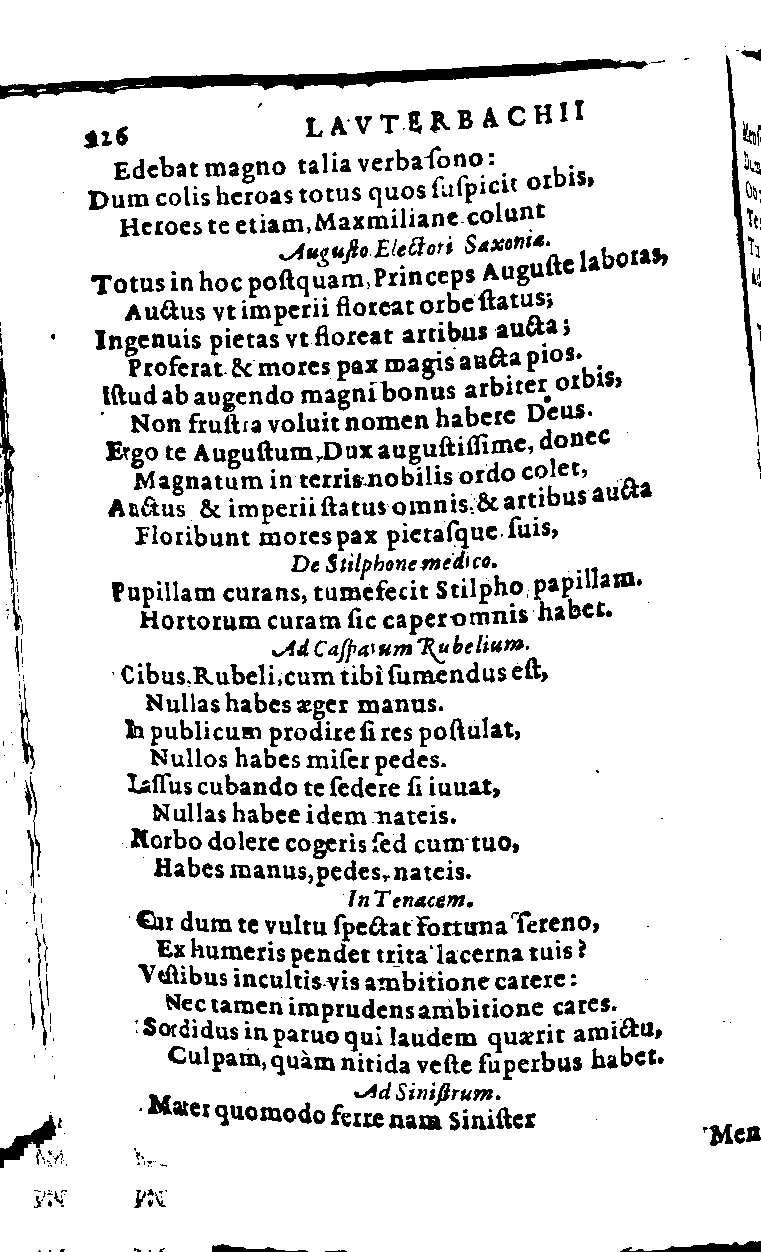 226 LAVTERBACHII
Edebat magno talia verba ſono:
Dum colis heroas totus quos ſuſpicit orbis,
Heroes te etiam, Maxmiliane colunt
Auguſto Electori Saxoniæ.
Totus in hoc poſtquam, Princeps Auguſte laboras,
Auctus vt imperii floreat orbe ſtatus;
Ingenuis pietas vt floreat artibus aucta;
Proferat & mores pax magis aucta pios.
Iſtud ab augendo magni bonus arbiter orbis,
Non fruſtra voluit nomen habere Deus.
Ergo te Auguſtum, Dux auguſtiſſime, donec
Magnatum in terris nobilis ordo colet,
Auctus & imperii ſtatus omnis, & artibus aucta
Floribunt mores pax pietaſque ſuis,
De Stilphone medico.
Pupillam curans, tumefecit Stilpho papillam.
Hortorum curam ſic caper omnis habet.
Ad Caſparum Rubelium.
Cibus, Rubeli, cum tibi ſumendus eſt,
Nullas habes æger manus.
In publicum prodire ſi res poſtulat,
Nullos habes miſer pedes.
Laſſus cubando te ſedere ſi iuuat,
Nullas habee idem nateis.
Morbo dolere cogeris ſed cum tuo,
Habes manus, pedes, nateis.
In Tenacem.
Cur dum te vultu ſpectat Fortuna ſereno,
Ex humeris pendet trita lacerna tuis?
Veſtibus incultis vis ambitione carere:
Nec tamen imprudens ambitione cares.
Sordidus in paruo qui laudem quærit amictu,
Culpam, quàm nitida veſte ſuperbus habet.
Ad Siniſtrum.
Mater quomodo ferre nam Siniſter
Men